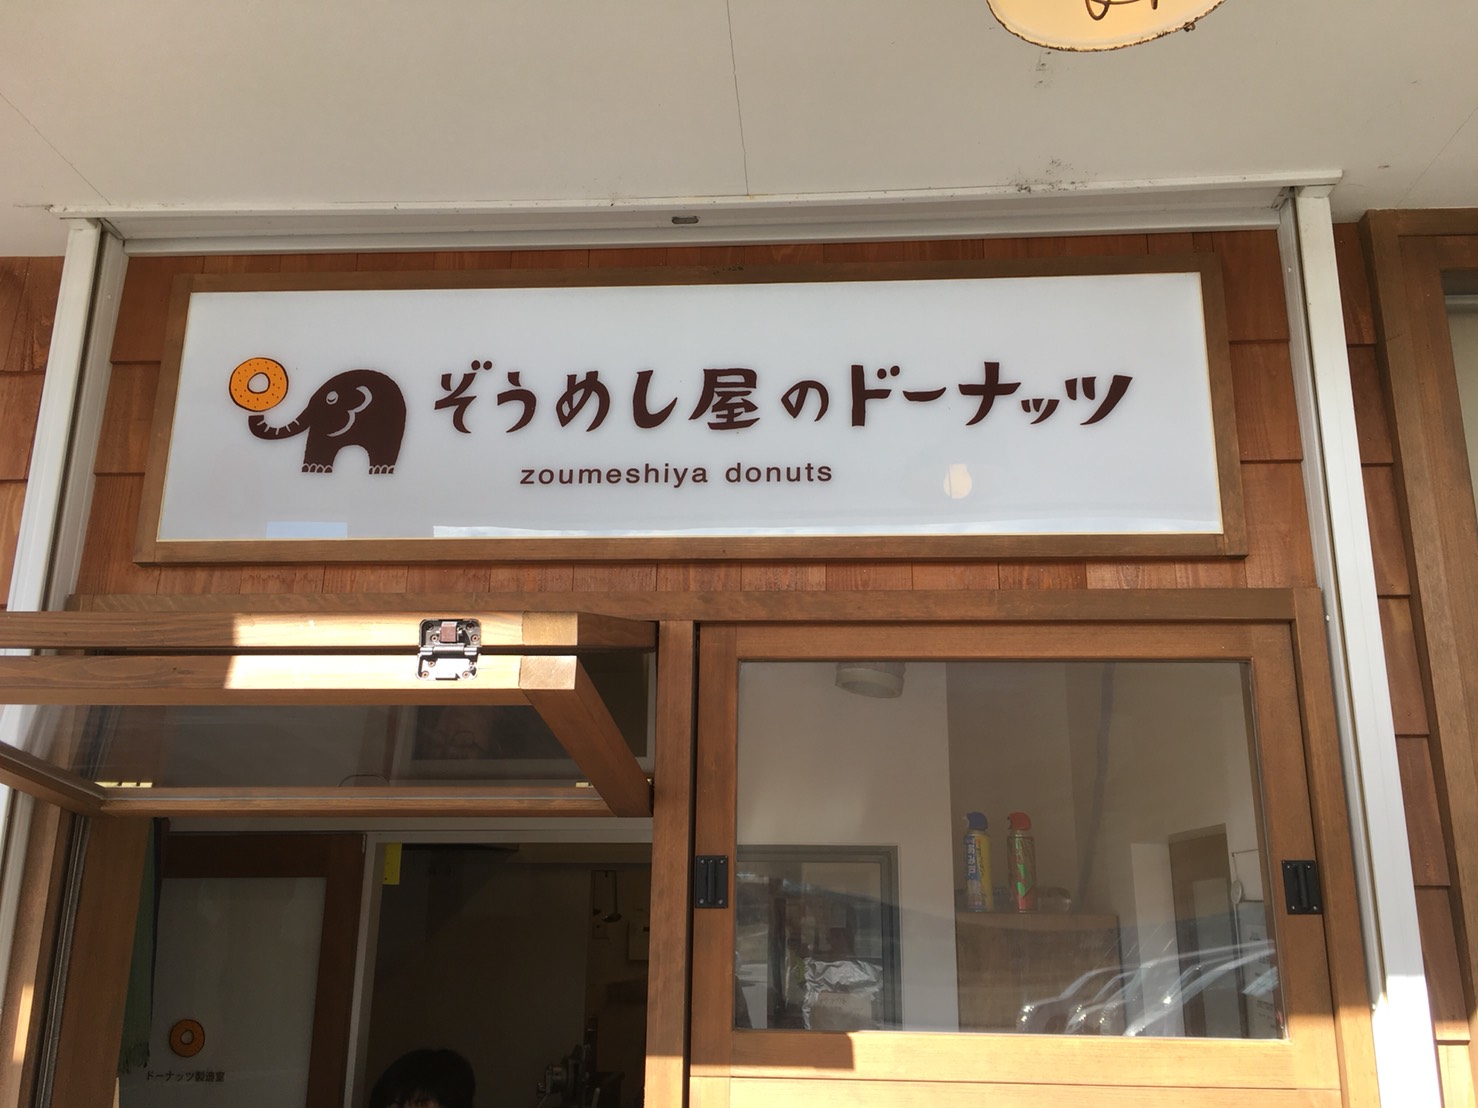 ぞうめし屋のドーナッツ
zoumeshiya donuts
ドーナッツ製造室